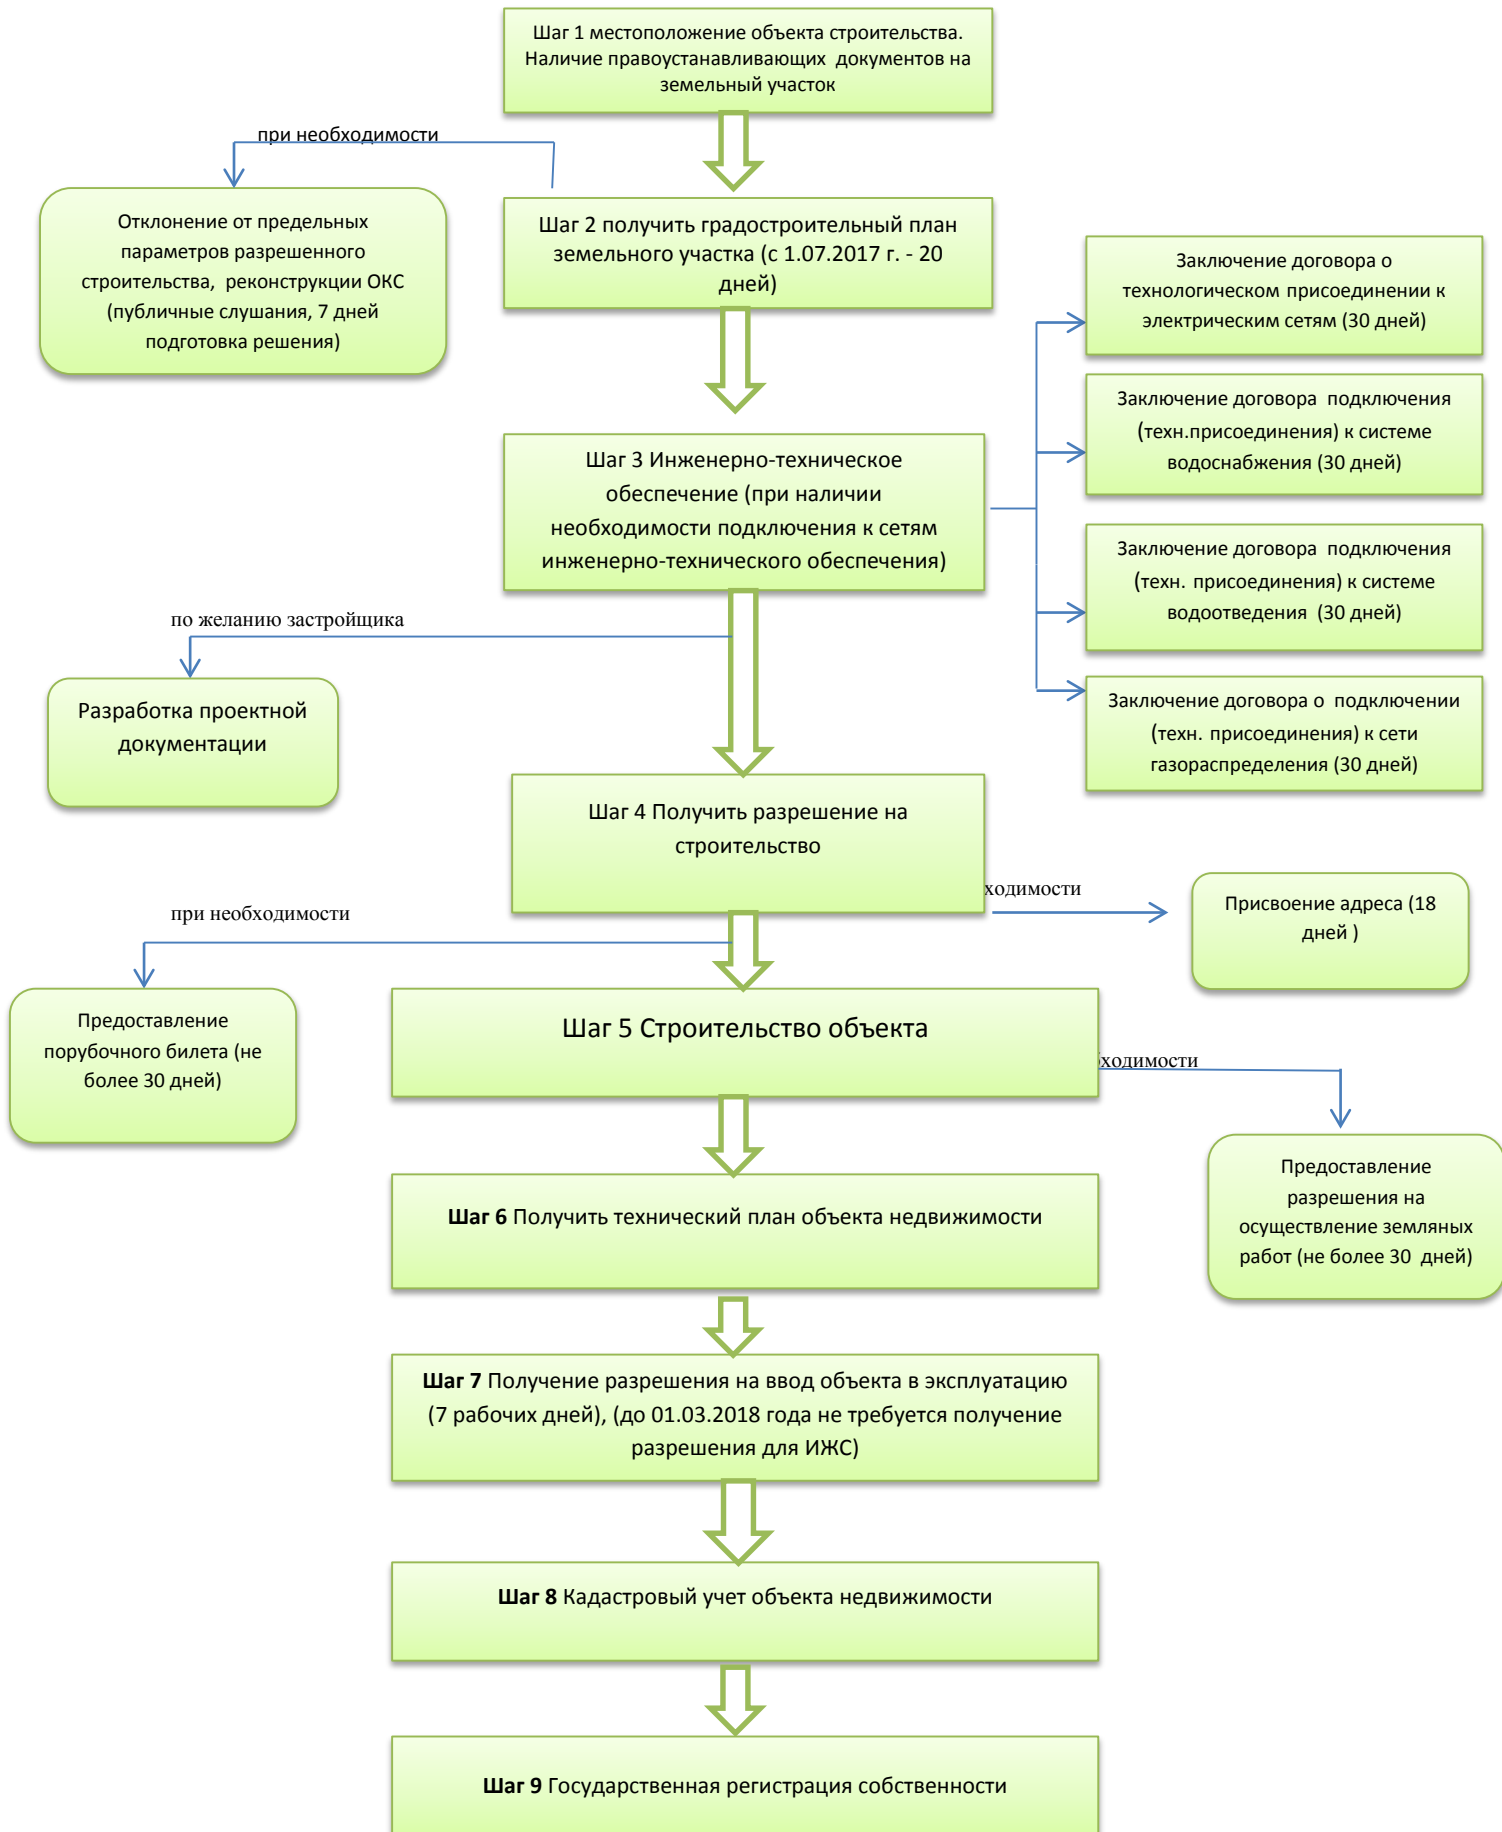 Шаг 1 местоположение объекта строительства.
Наличие правоустанавливающих документов на
земельный участок
при необходимости
Отклонение от предельных
параметров разрешенного
строительства, реконструкции ОКС
(публичные слушания, 7 дней
подготовка решения)
Шаг 2 получить градостроительный план
земельного участка (с 1.07.2017 г. - 20
дней)
Заключение договора о
технологическом присоединении к
электрическим сетям (30 дней)
Заключение договора подключения
(техн.присоединения) к системе
водоснабжения (30 дней)
Шаг 3 Инженерно-техническое
обеспечение (при наличии
необходимости подключения к сетям
инженерно-технического обеспечения)
Заключение договора подключения
(техн. присоединения) к системе
водоотведения (30 дней)
по желанию застройщика
Разработка проектной
документации
Заключение договора о подключении
(техн. присоединения) к сети
газораспределения (30 дней)
Шаг 4 Получить разрешение на
строительство
ходимости
Присвоение адреса (18
дней )
при необходимости
Предоставление
порубочного билета (не
более 30 дней)
Шаг 5 Строительство объекта
бходимости
Предоставление
разрешения на
осуществление земляных
работ (не более 30 дней)
Шаг 6 Получить технический план объекта недвижимости
Шаг 7 Получение разрешения на ввод объекта в эксплуатацию
(7 рабочих дней), (до 01.03.2018 года не требуется получение
разрешения для ИЖС)
Шаг 8 Кадастровый учет объекта недвижимости
Шаг 9 Государственная регистрация собственности